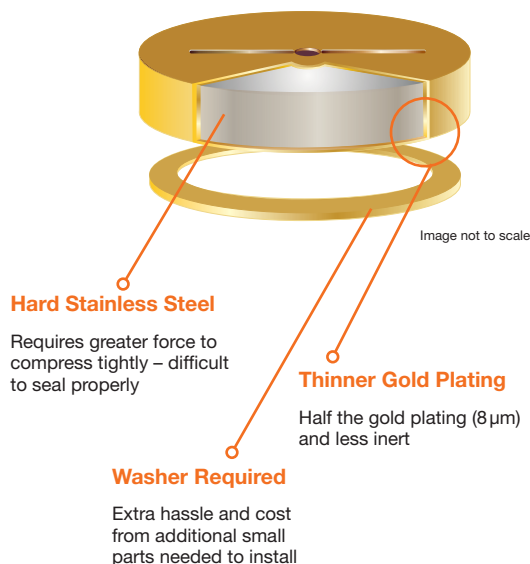 Image not to scale
Hard Stainless Steel
Requires greater force to
compress tightly – difficult
to seal properly
Thinner Gold Plating
Half the gold plating (8 µm)
and less inert
Washer Required
Extra hassle and cost
from additional small
parts needed to install